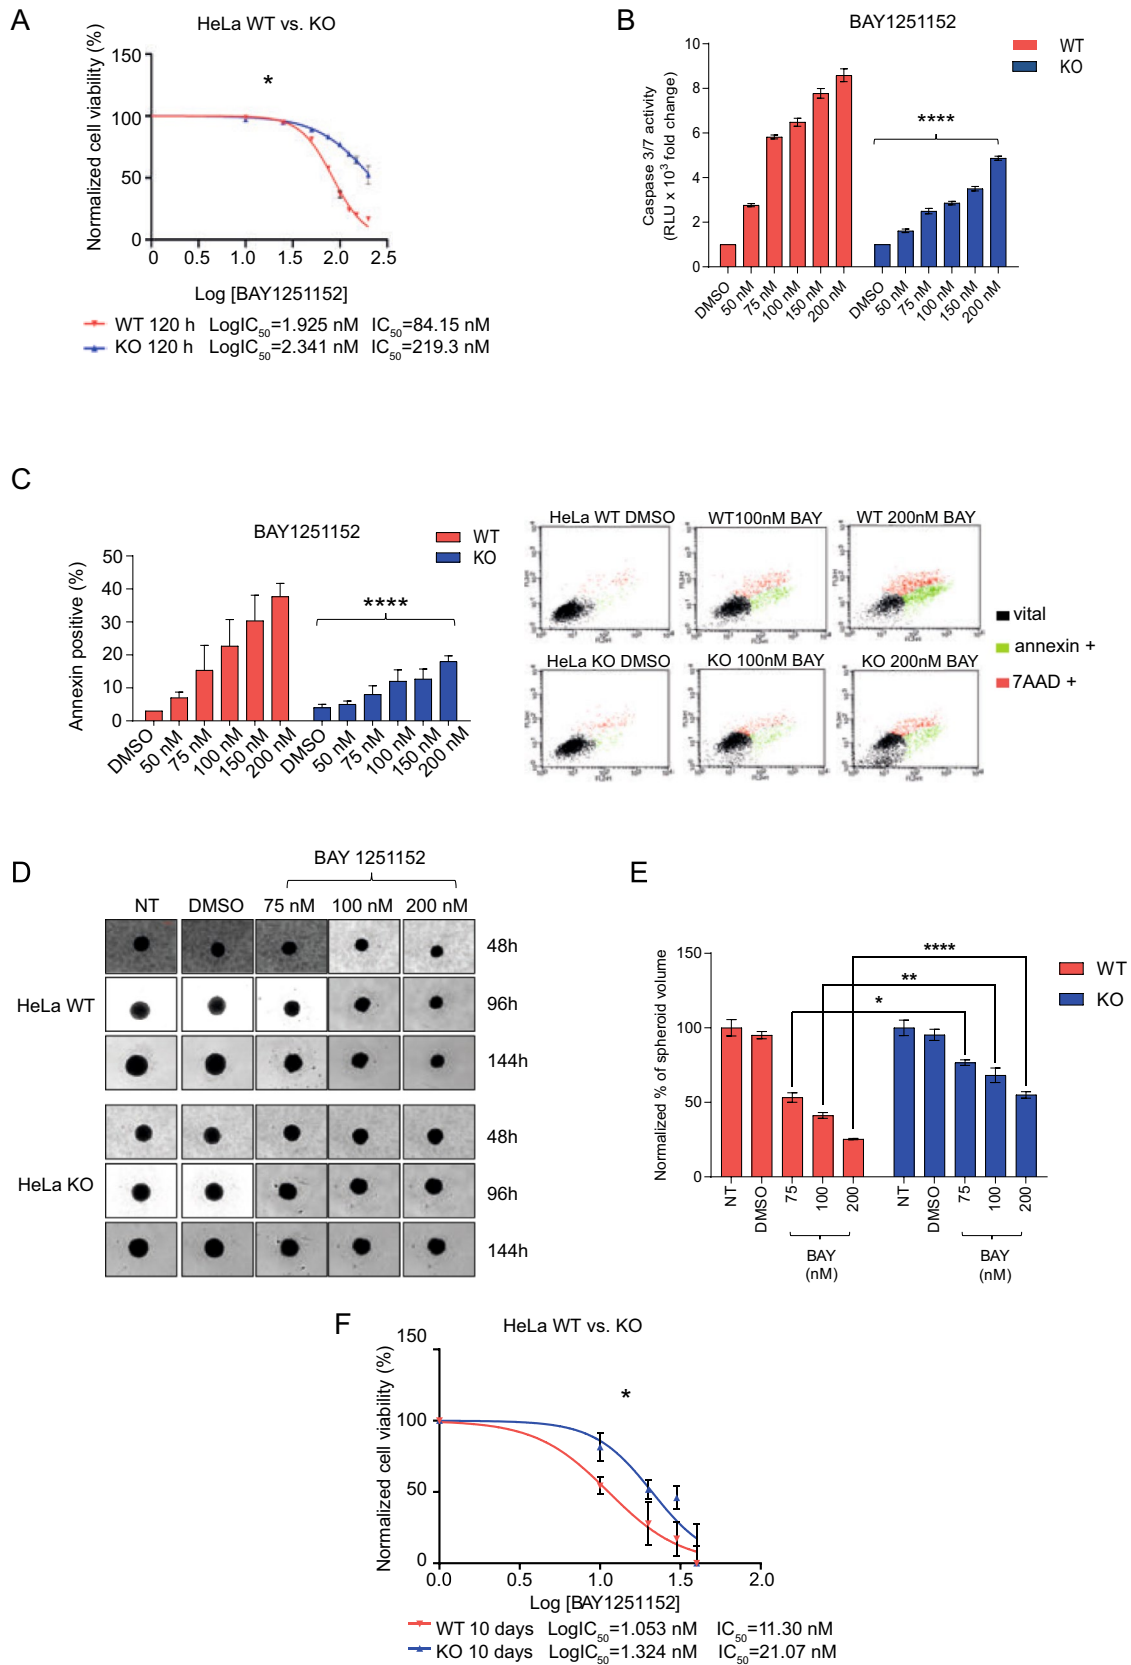 A
HeLa WT vs. KO
Normalized cell viability (%)
150
100
50
0
*
0 0.5 1.0 1.5 2.0 2.5
Log [BAY1251152]
WT 120 h LogIC50=1.925 nM IC50=84.15 nM
KO 120 h LogIC50=2.341 nM IC50=219.3 nM
B
BAY1251152
WT
KO
Caspase 3/7 activity
(RLU x 10³ fold change)
10
8
6
4
2
0
****
DMSO 50 nM 75 nM 100 nM 150 nM 200 nM DMSO 50 nM 75 nM 100 nM 150 nM 200 nM
C
BAY1251152
WT
KO
Annexin positive (%)
50
40
30
20
10
0
****
DMSO 50 nM 75 nM 100 nM 150 nM 200 nM DMSO 50 nM 75 nM 100 nM 150 nM 200 nM
HeLa WT DMSO WT100nM BAY WT 200nM BAY
HeLa KO DMSO KO 100nM BAY KO 200nM BAY
vital
annexin +
7AAD +
D
BAY 1251152
NT DMSO 75 nM 100 nM 200 nM
HeLa WT
48h
96h
144h
HeLa KO
48h
96h
144h
E
WT
KO
Normalized % of spheroid volume
150
100
50
0
****
**
*
NT DMSO 75 100 200 NT DMSO 75 100 200
BAY BAY
(nM) (nM)
F
HeLa WT vs. KO
Normalized cell viability (%)
150
100
50
0
*
0.0 0.5 1.0 1.5 2.0
Log [BAY1251152]
WT 10 days LogIC50=1.053 nM IC50=11.30 nM
KO 10 days LogIC50=1.324 nM IC50=21.07 nM